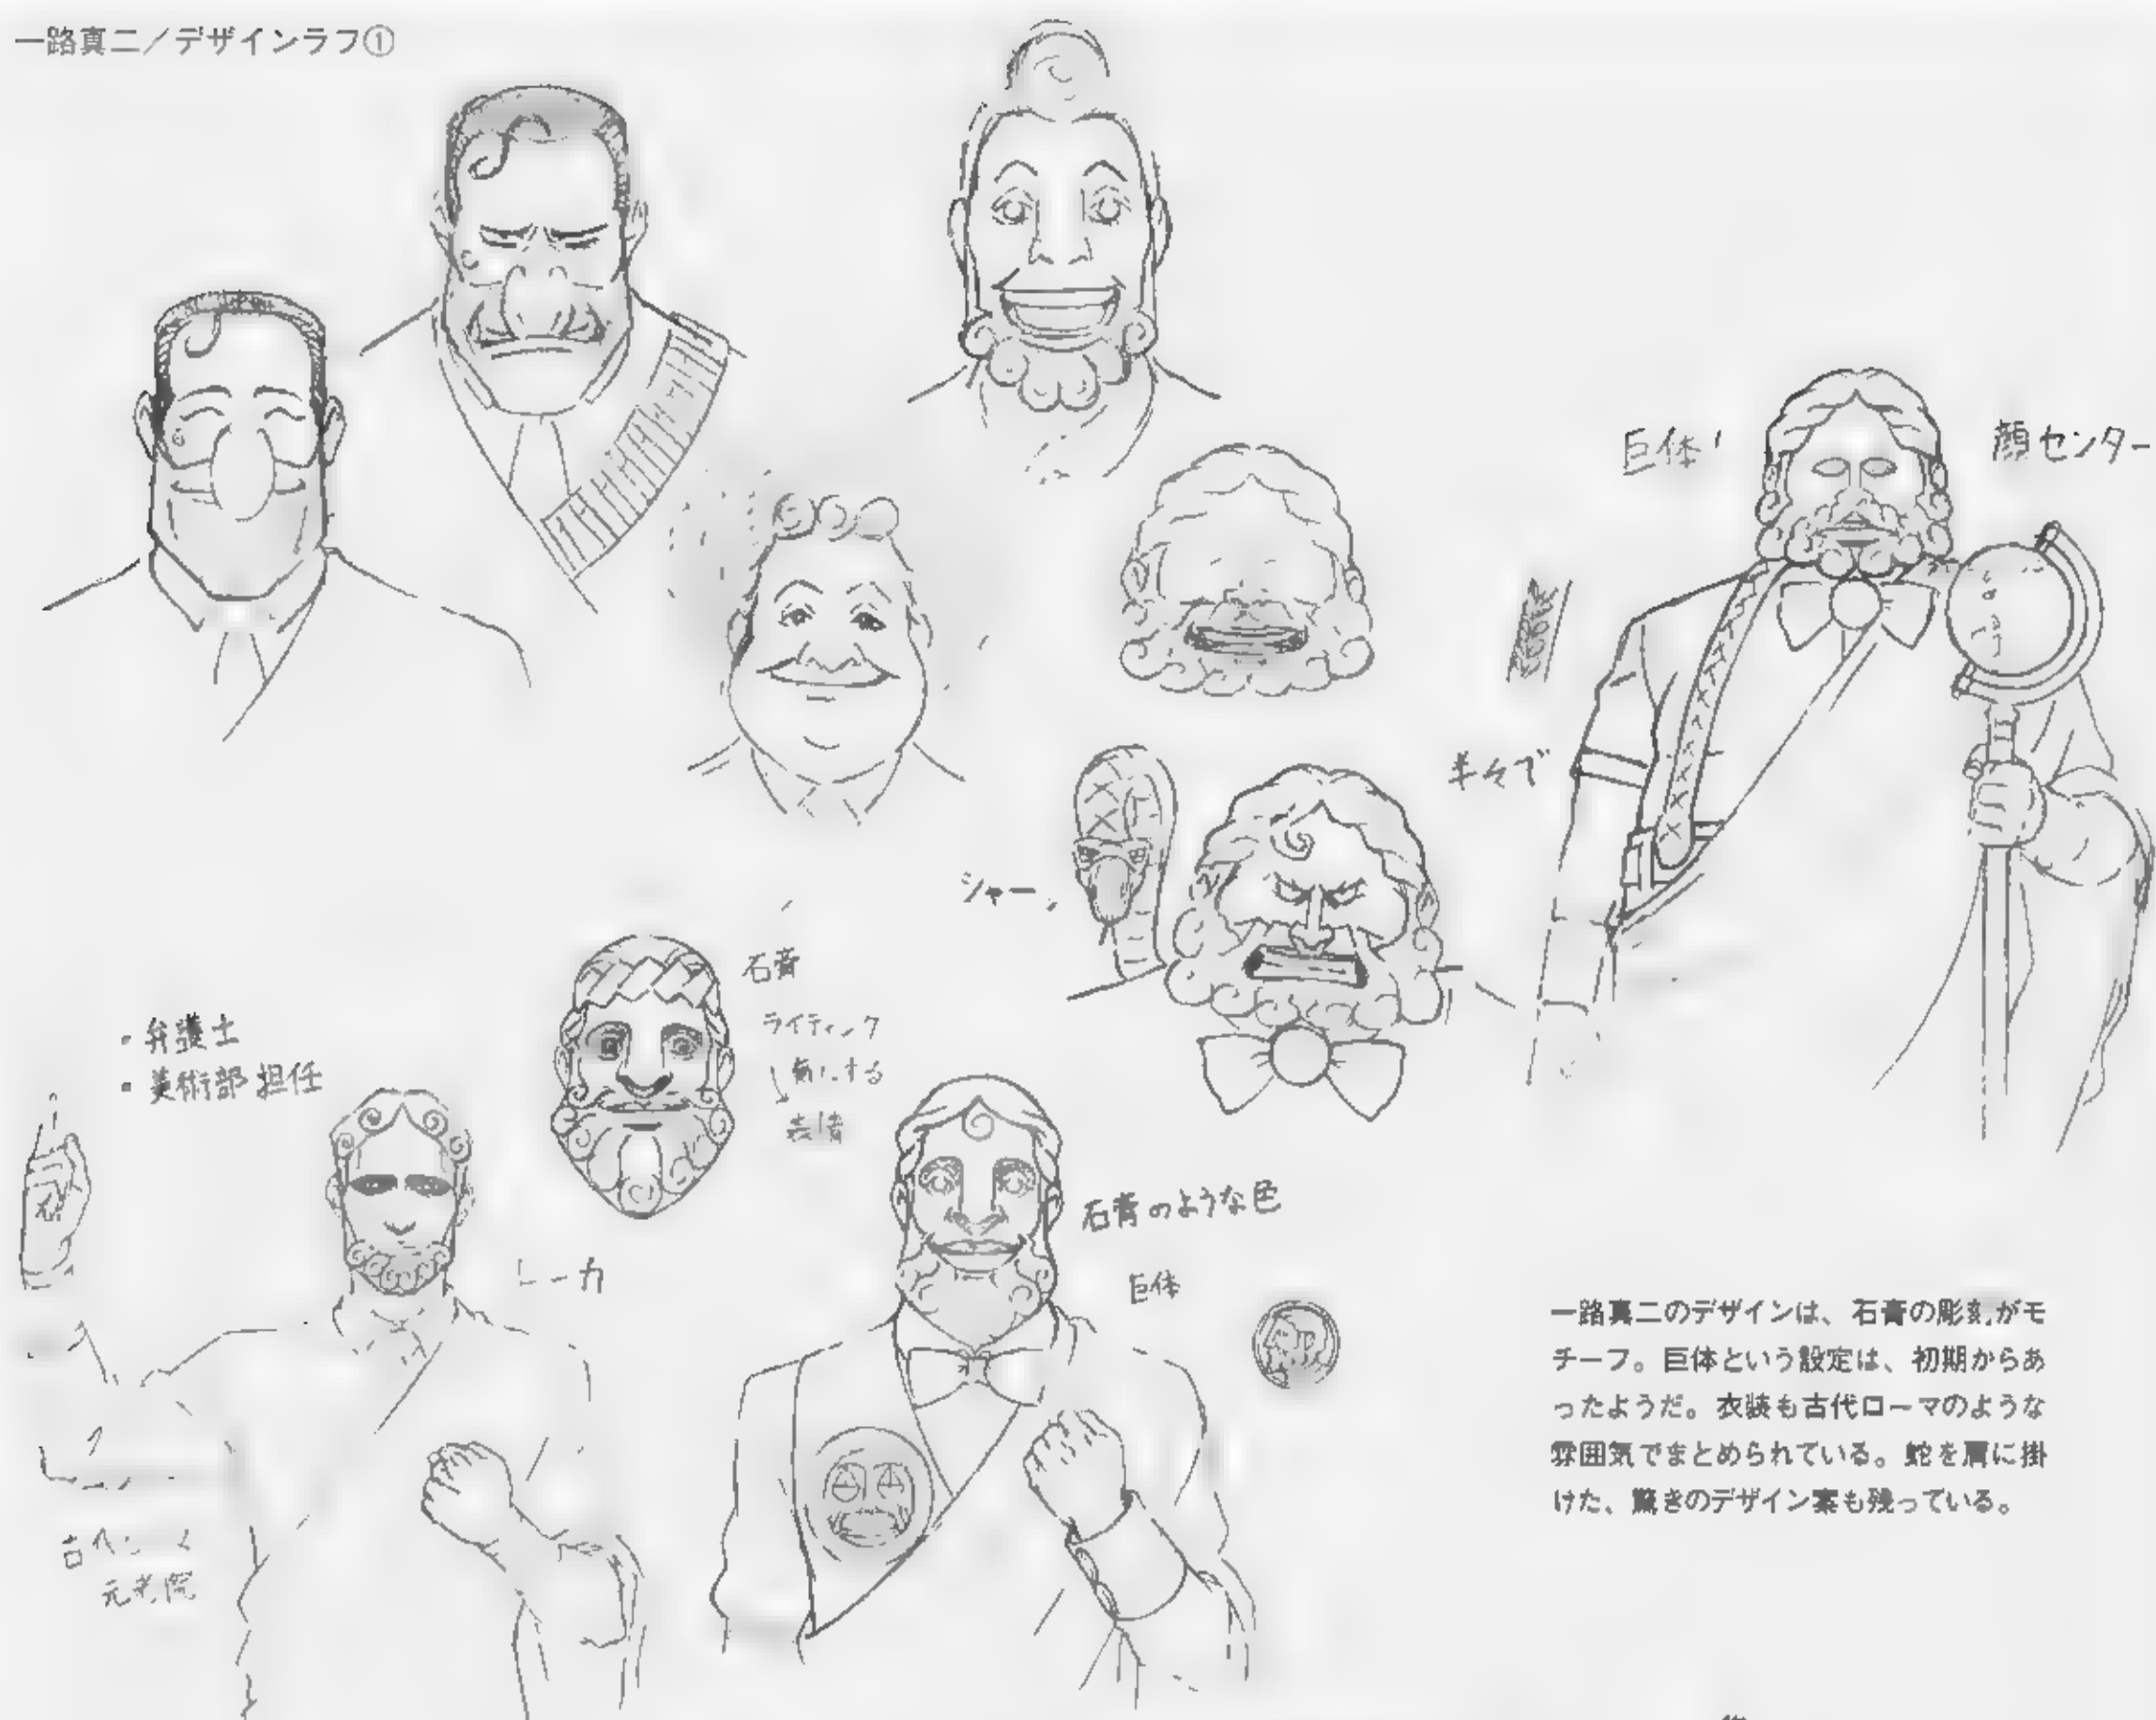 一路真二／デザインラフ①
巨体！
顔センター
半々で
シャー
石膏
ライティング
気にする
表情
・弁護士
・美術部担任
石膏のような色
巨体
トーガ
元老院
一路真二のデザインは、石膏の彫刻がモ
チーフ。巨体という設定は、初期からあ
ったようだ。衣装も古代ローマのような
雰囲気でまとめられている。蛇を肩に掛
けた、驚きのデザイン案も残っている。